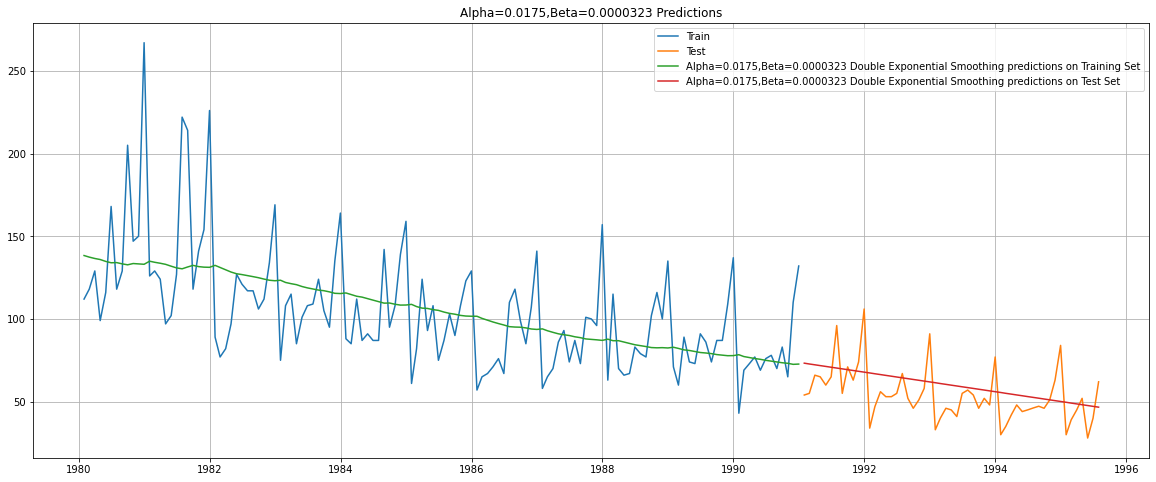 Alpha=0.0175,Beta=0.0000323 Predictions
Train
Test
Alpha=0.0175,Beta=0.0000323 Double Exponential Smoothing predictions on Training Set
Alpha=0.0175,Beta=0.0000323 Double Exponential Smoothing predictions on Test Set
250
200
150
100
50
1980 1982 1984 1986 1988 1990 1992 1994 1996